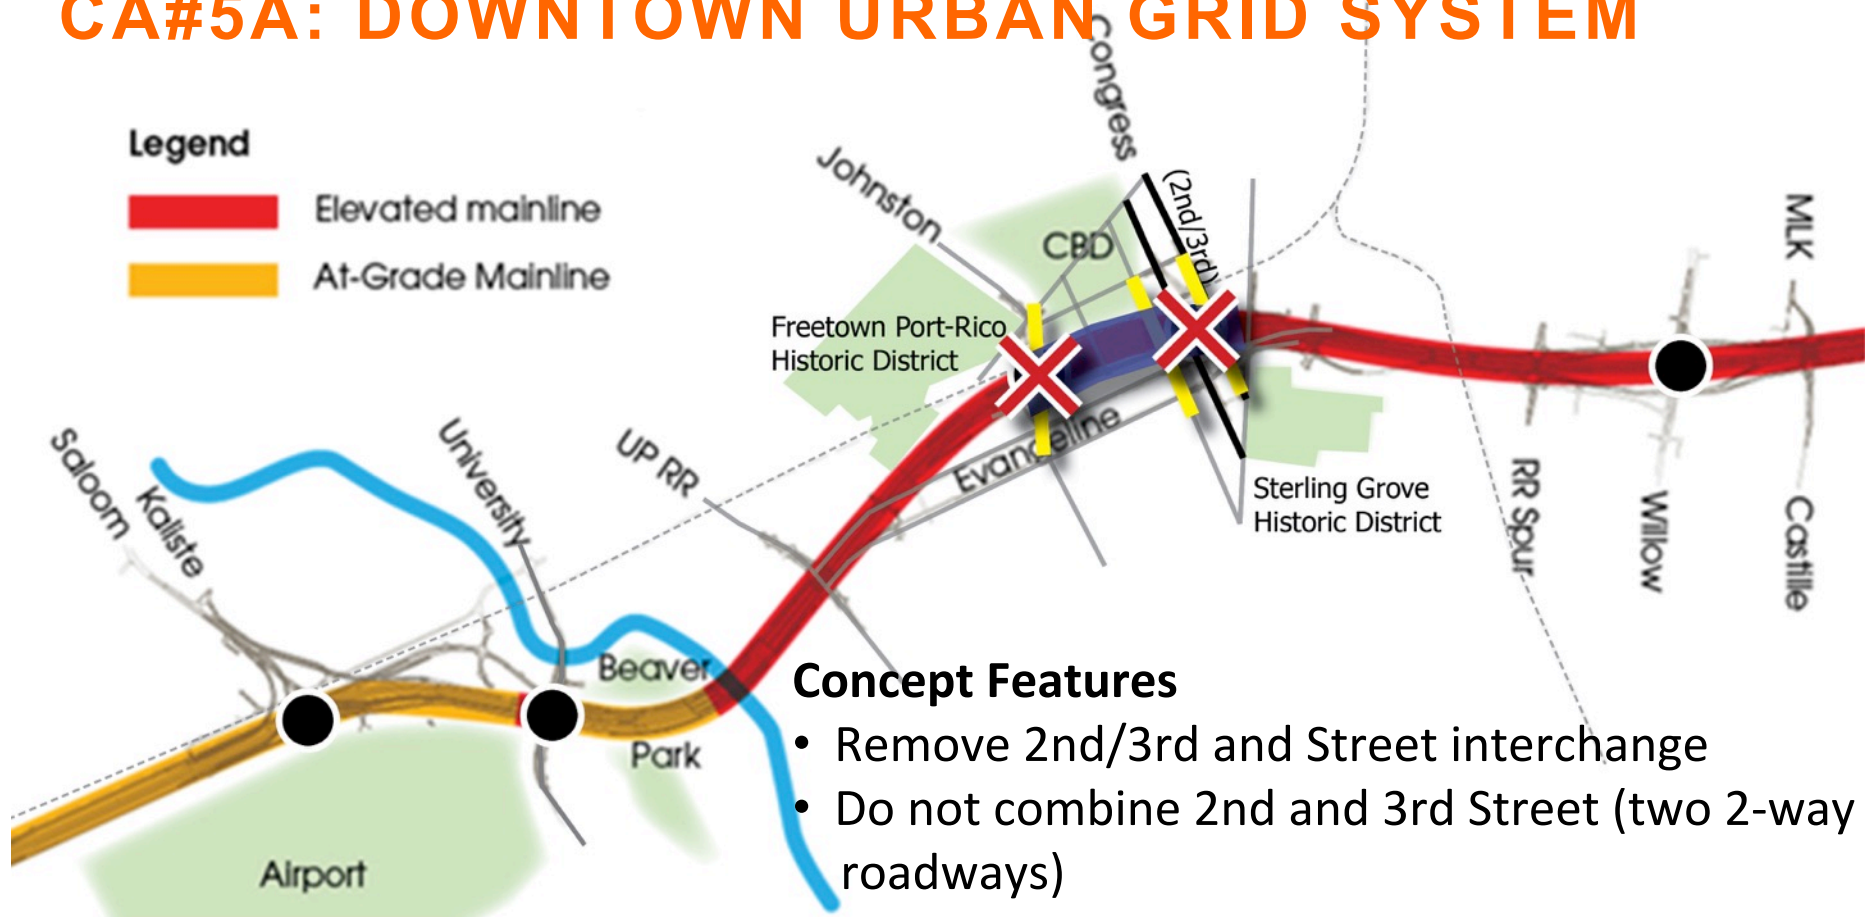 CA#5A: DOWNTOWN URBAN GRID SYSTEM
Legend
Elevated mainline
At-Grade Mainline
Johnston
Congress
(2nd/3rd)
CBD
MLK
Freetown Port-Rico
Historic District
Saloom
Kaliste
University
UP RR
Evangeline
Sterling Grove
Historic District
RR Spur
Willow
Castille
Beaver
Park
Airport
Concept Features
• Remove 2nd/3rd and Street interchange
• Do not combine 2nd and 3rd Street (two 2-way
roadways)